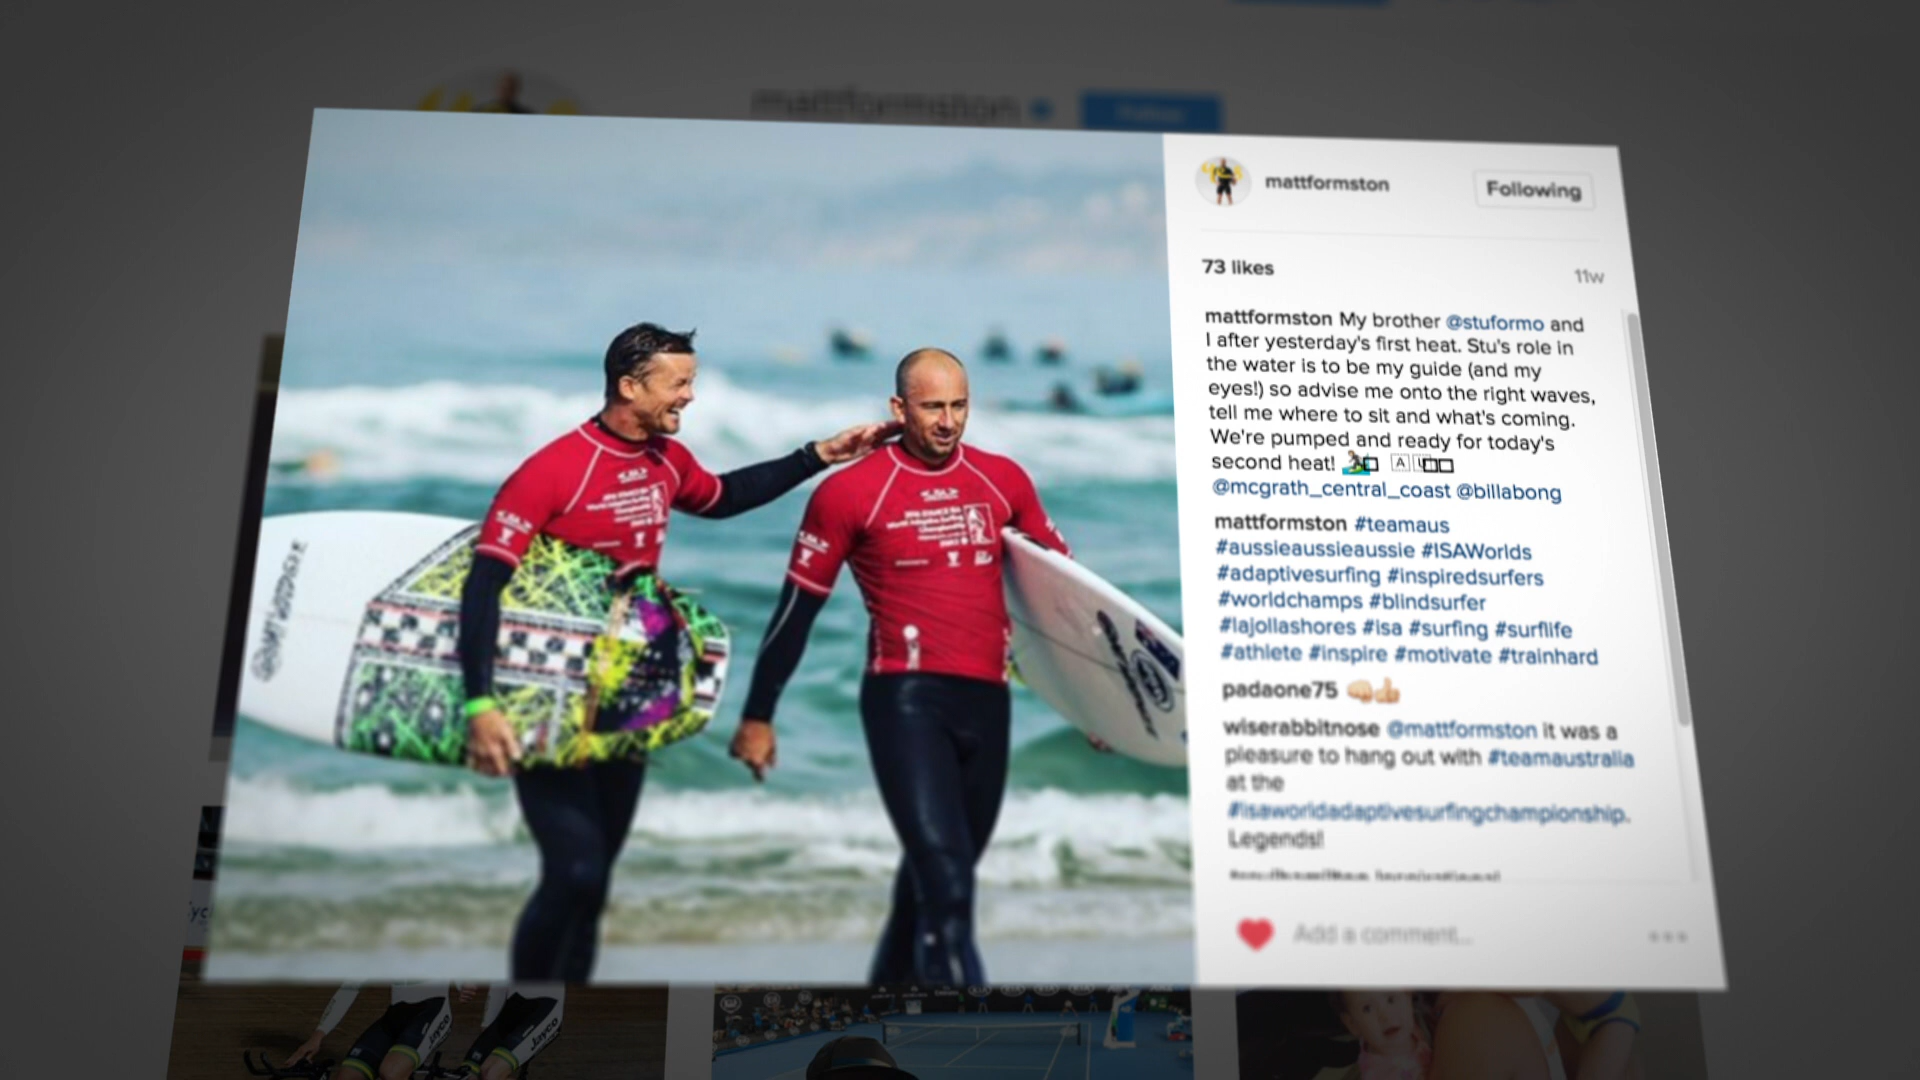 mattformston
Following
73 likes
11w
mattformston My brother @stuformo and
I after yesterday's first heat. Stu's role in
the water is to be my guide (and my
eyes!) so advise me onto the right waves,
tell me where to sit and what's coming.
We're pumped and ready for today's
second heat!
@mcgrath_central_coast @billabong
mattformston #teamaus
#aussieaussieaussie #ISAWorlds
#adaptivesurfing #inspiredsurfers
#worldchamps #blindsurfer
#lajollashores #isa #surfing #surflife
#athlete #inspire #motivate #trainhard
padaone75
wiserabbitnose @mattformston it was a
pleasure to hang out with #teamaustralia
at the
#isaworldadaptivesurfingchampionship.
Legends!
Add a comment...
mattformston
Follow
Jayco
Jayco